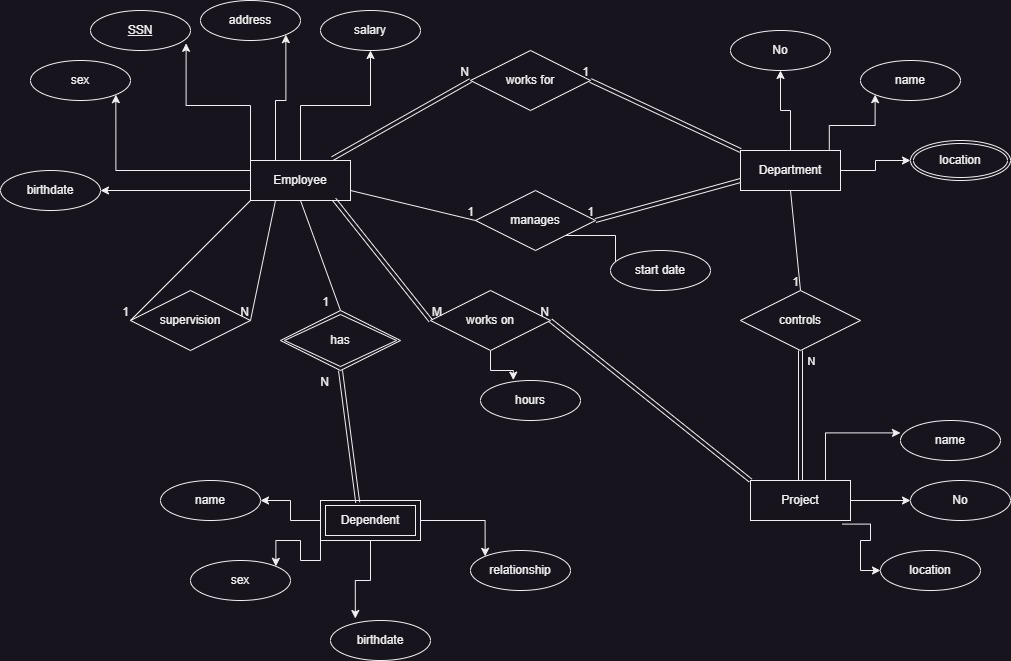 SSN
address
salary
sex
No
name
N
works for
1
birthdate
Employee
Department
location
1
manages
1
start date
1
supervision
N
1
has
N
M
works on
N
hours
1
controls
N
name
name
Dependent
Project
No
sex
relationship
location
birthdate